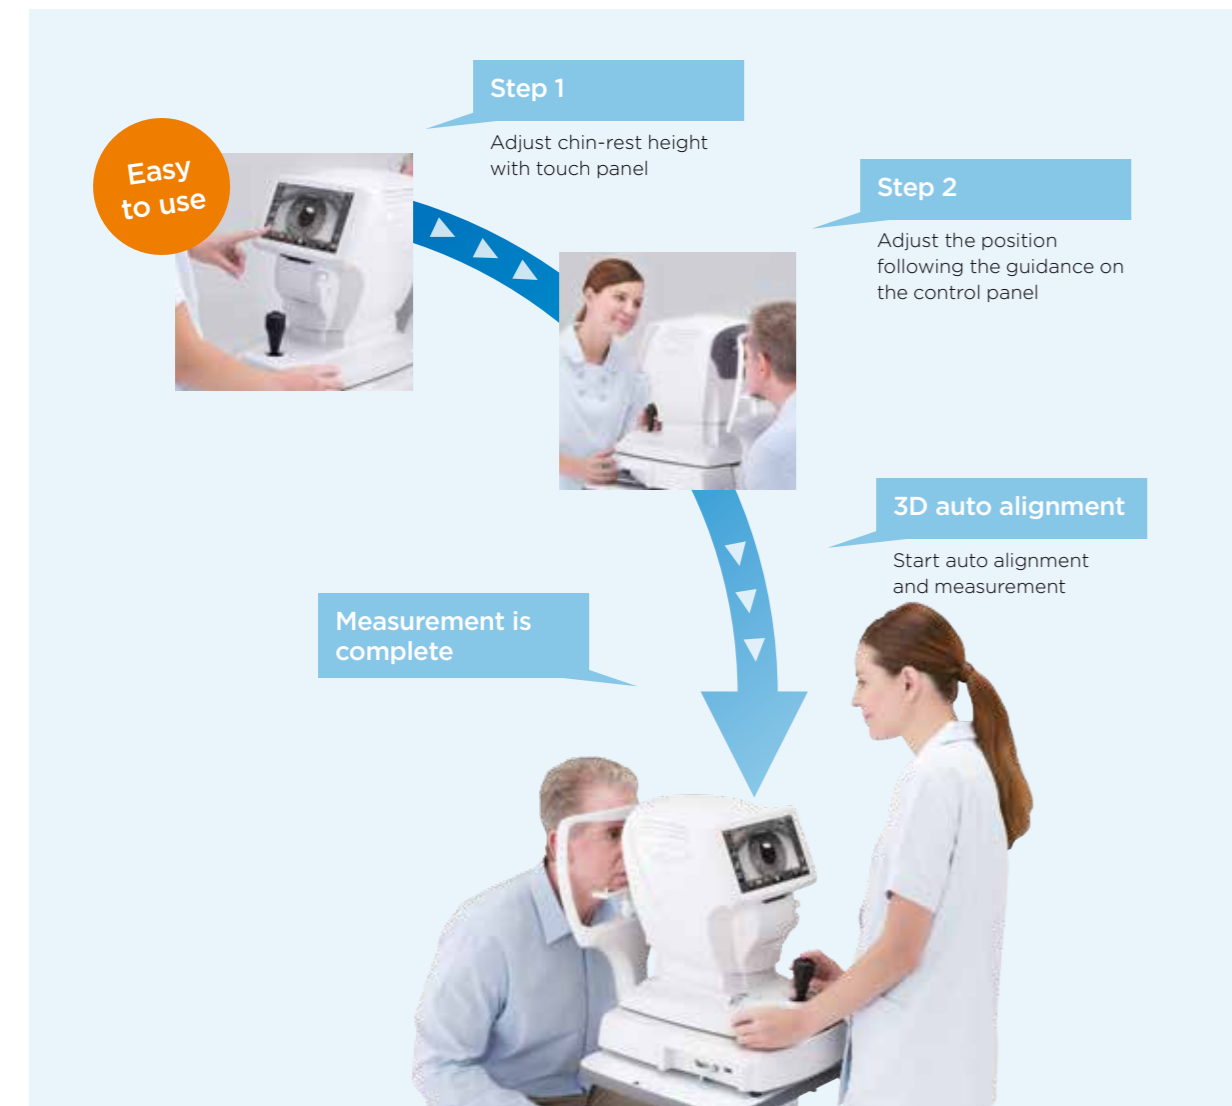 Easy
to use
Step 1
Adjust chin-rest height
with touch panel
Step 2
Adjust the position
following the guidance on
the control panel
3D auto alignment
Start auto alignment
and measurement
Measurement is
complete